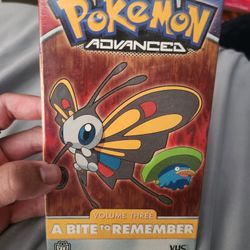 POKéMON
ADVANCED
VOLUME THREE
A BITE TO REMEMBER
VHS